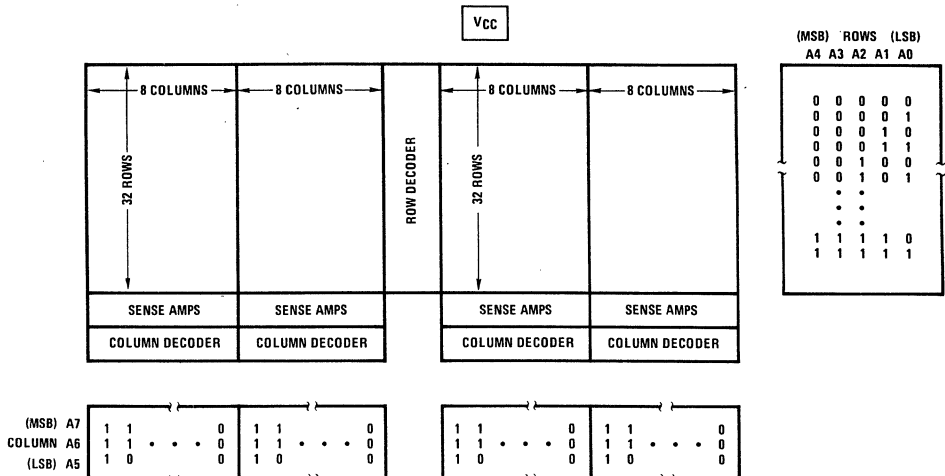 VCC
(MSB) ROWS (LSB)
A4 A3 A2 A1 A0
8 COLUMNS 8 COLUMNS 8 COLUMNS 8 COLUMNS
0 0 0 0 0
0 0 0 0 1
0 0 0 1 0
0 0 0 1 1
0 0 1 0 0
0 0 1 0 1
1 1 1 1 0
1 1 1 1 1
32 ROWS
ROW DECODER
32 ROWS
SENSE AMPS SENSE AMPS SENSE AMPS SENSE AMPS
COLUMN DECODER COLUMN DECODER COLUMN DECODER COLUMN DECODER
(MSB) A7 1 1 0 1 1 0 1 1 0 1 1 0
COLUMN A6 1 1 • • • 0 1 1 • • • 0 1 1 • • • 0 1 1 • • • 0
(LSB) A5 1 0 0 1 0 0 1 0 0 1 0 0